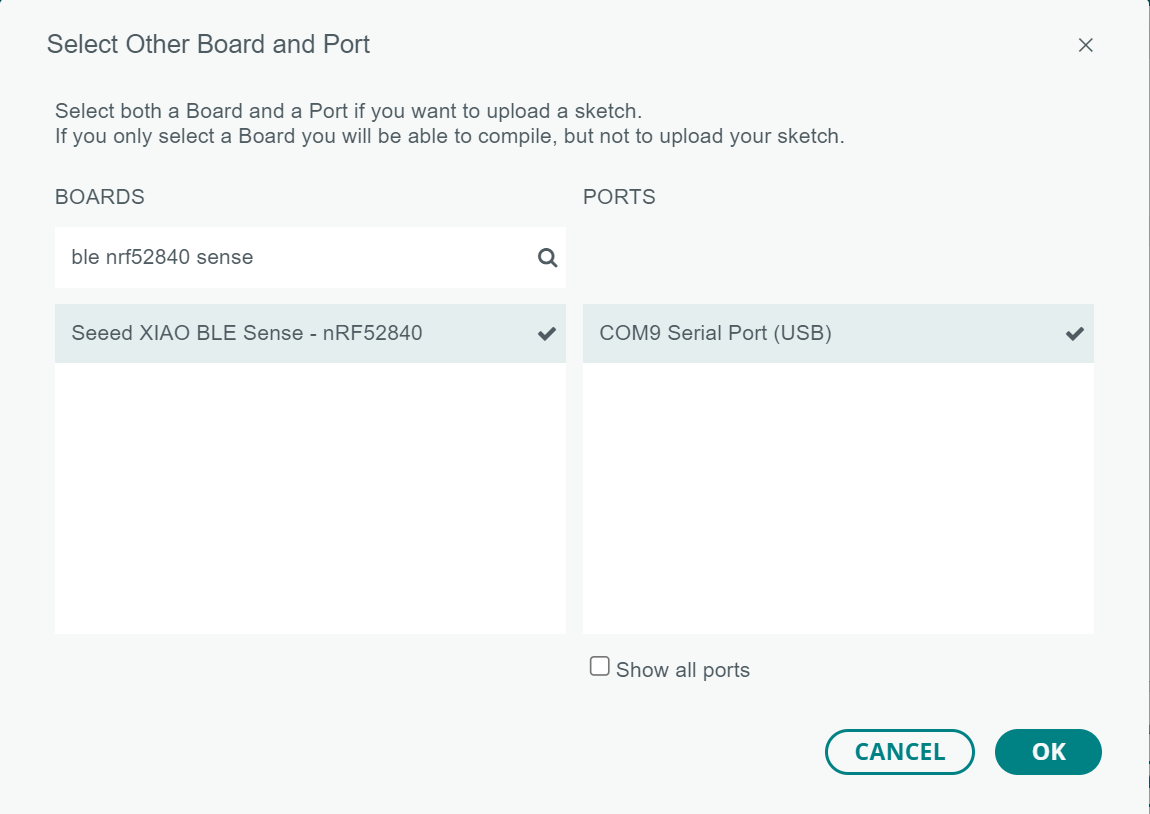 Select Other Board and Port
Select both a Board and a Port if you want to upload a sketch.
If you only select a Board you will be able to compile, but not to upload your sketch.
BOARDS
PORTS
ble nrf52840 sense
Seeed XIAO BLE Sense - nRF52840
COM9 Serial Port (USB)
Show all ports
CANCEL
OK